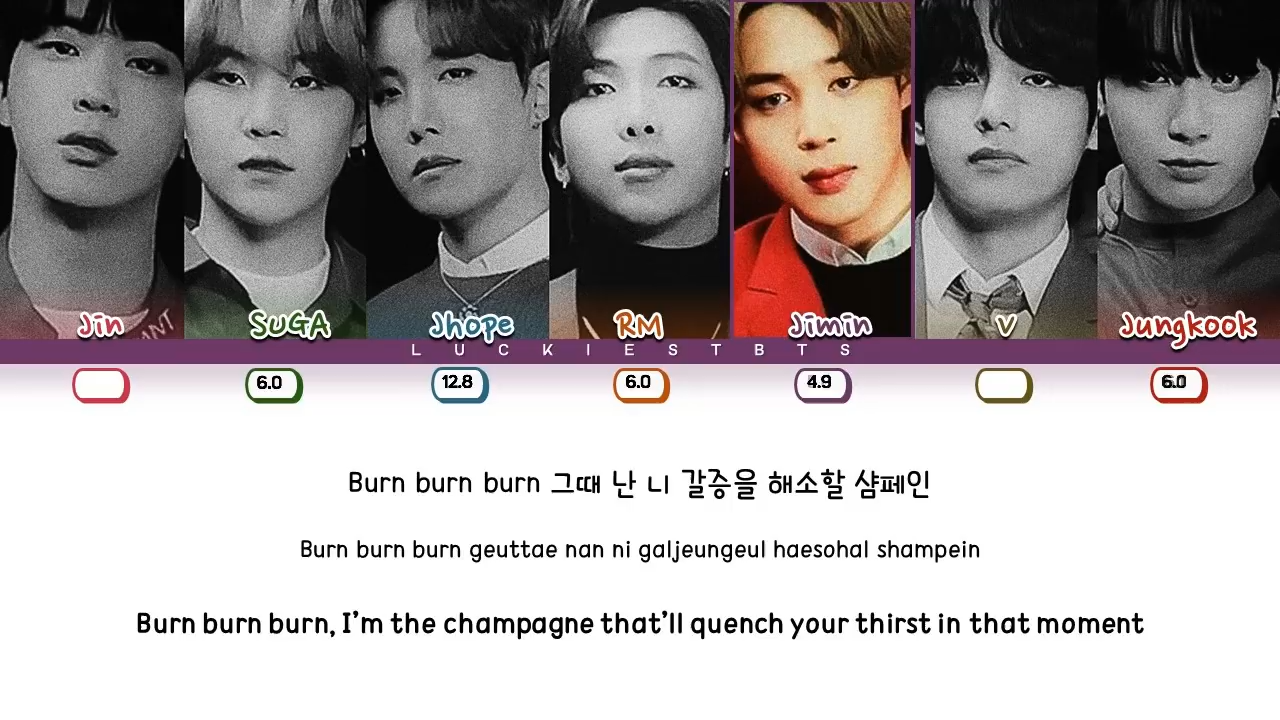 Jin SUGA Jhope RM Jimin V Jungkook
LUCKIESTBTS
6.0 12.8 6.0 4.9 6.0
Burn burn burn 그때 난 니 갈증을 해소할 샴페인
Burn burn burn geuttae nan ni galjeungeul haesohal shampein
Burn burn burn, I'm the champagne that'll quench your thirst in that moment